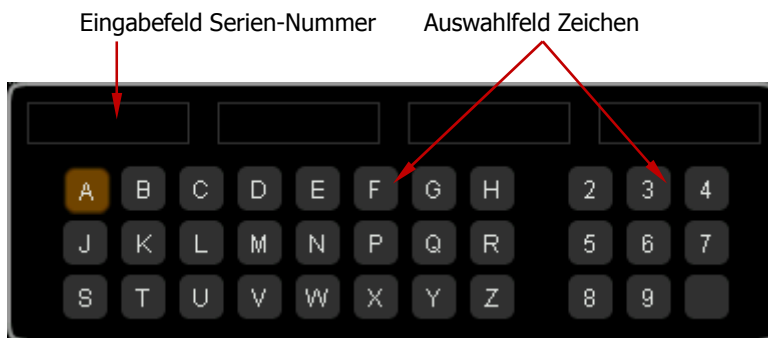 Eingabefeld Serien-Nummer Auswahlfeld Zeichen
A B C D E F G H 2 3 4
J K L M N P Q R 5 6 7
S T U V W X Y Z 8 9